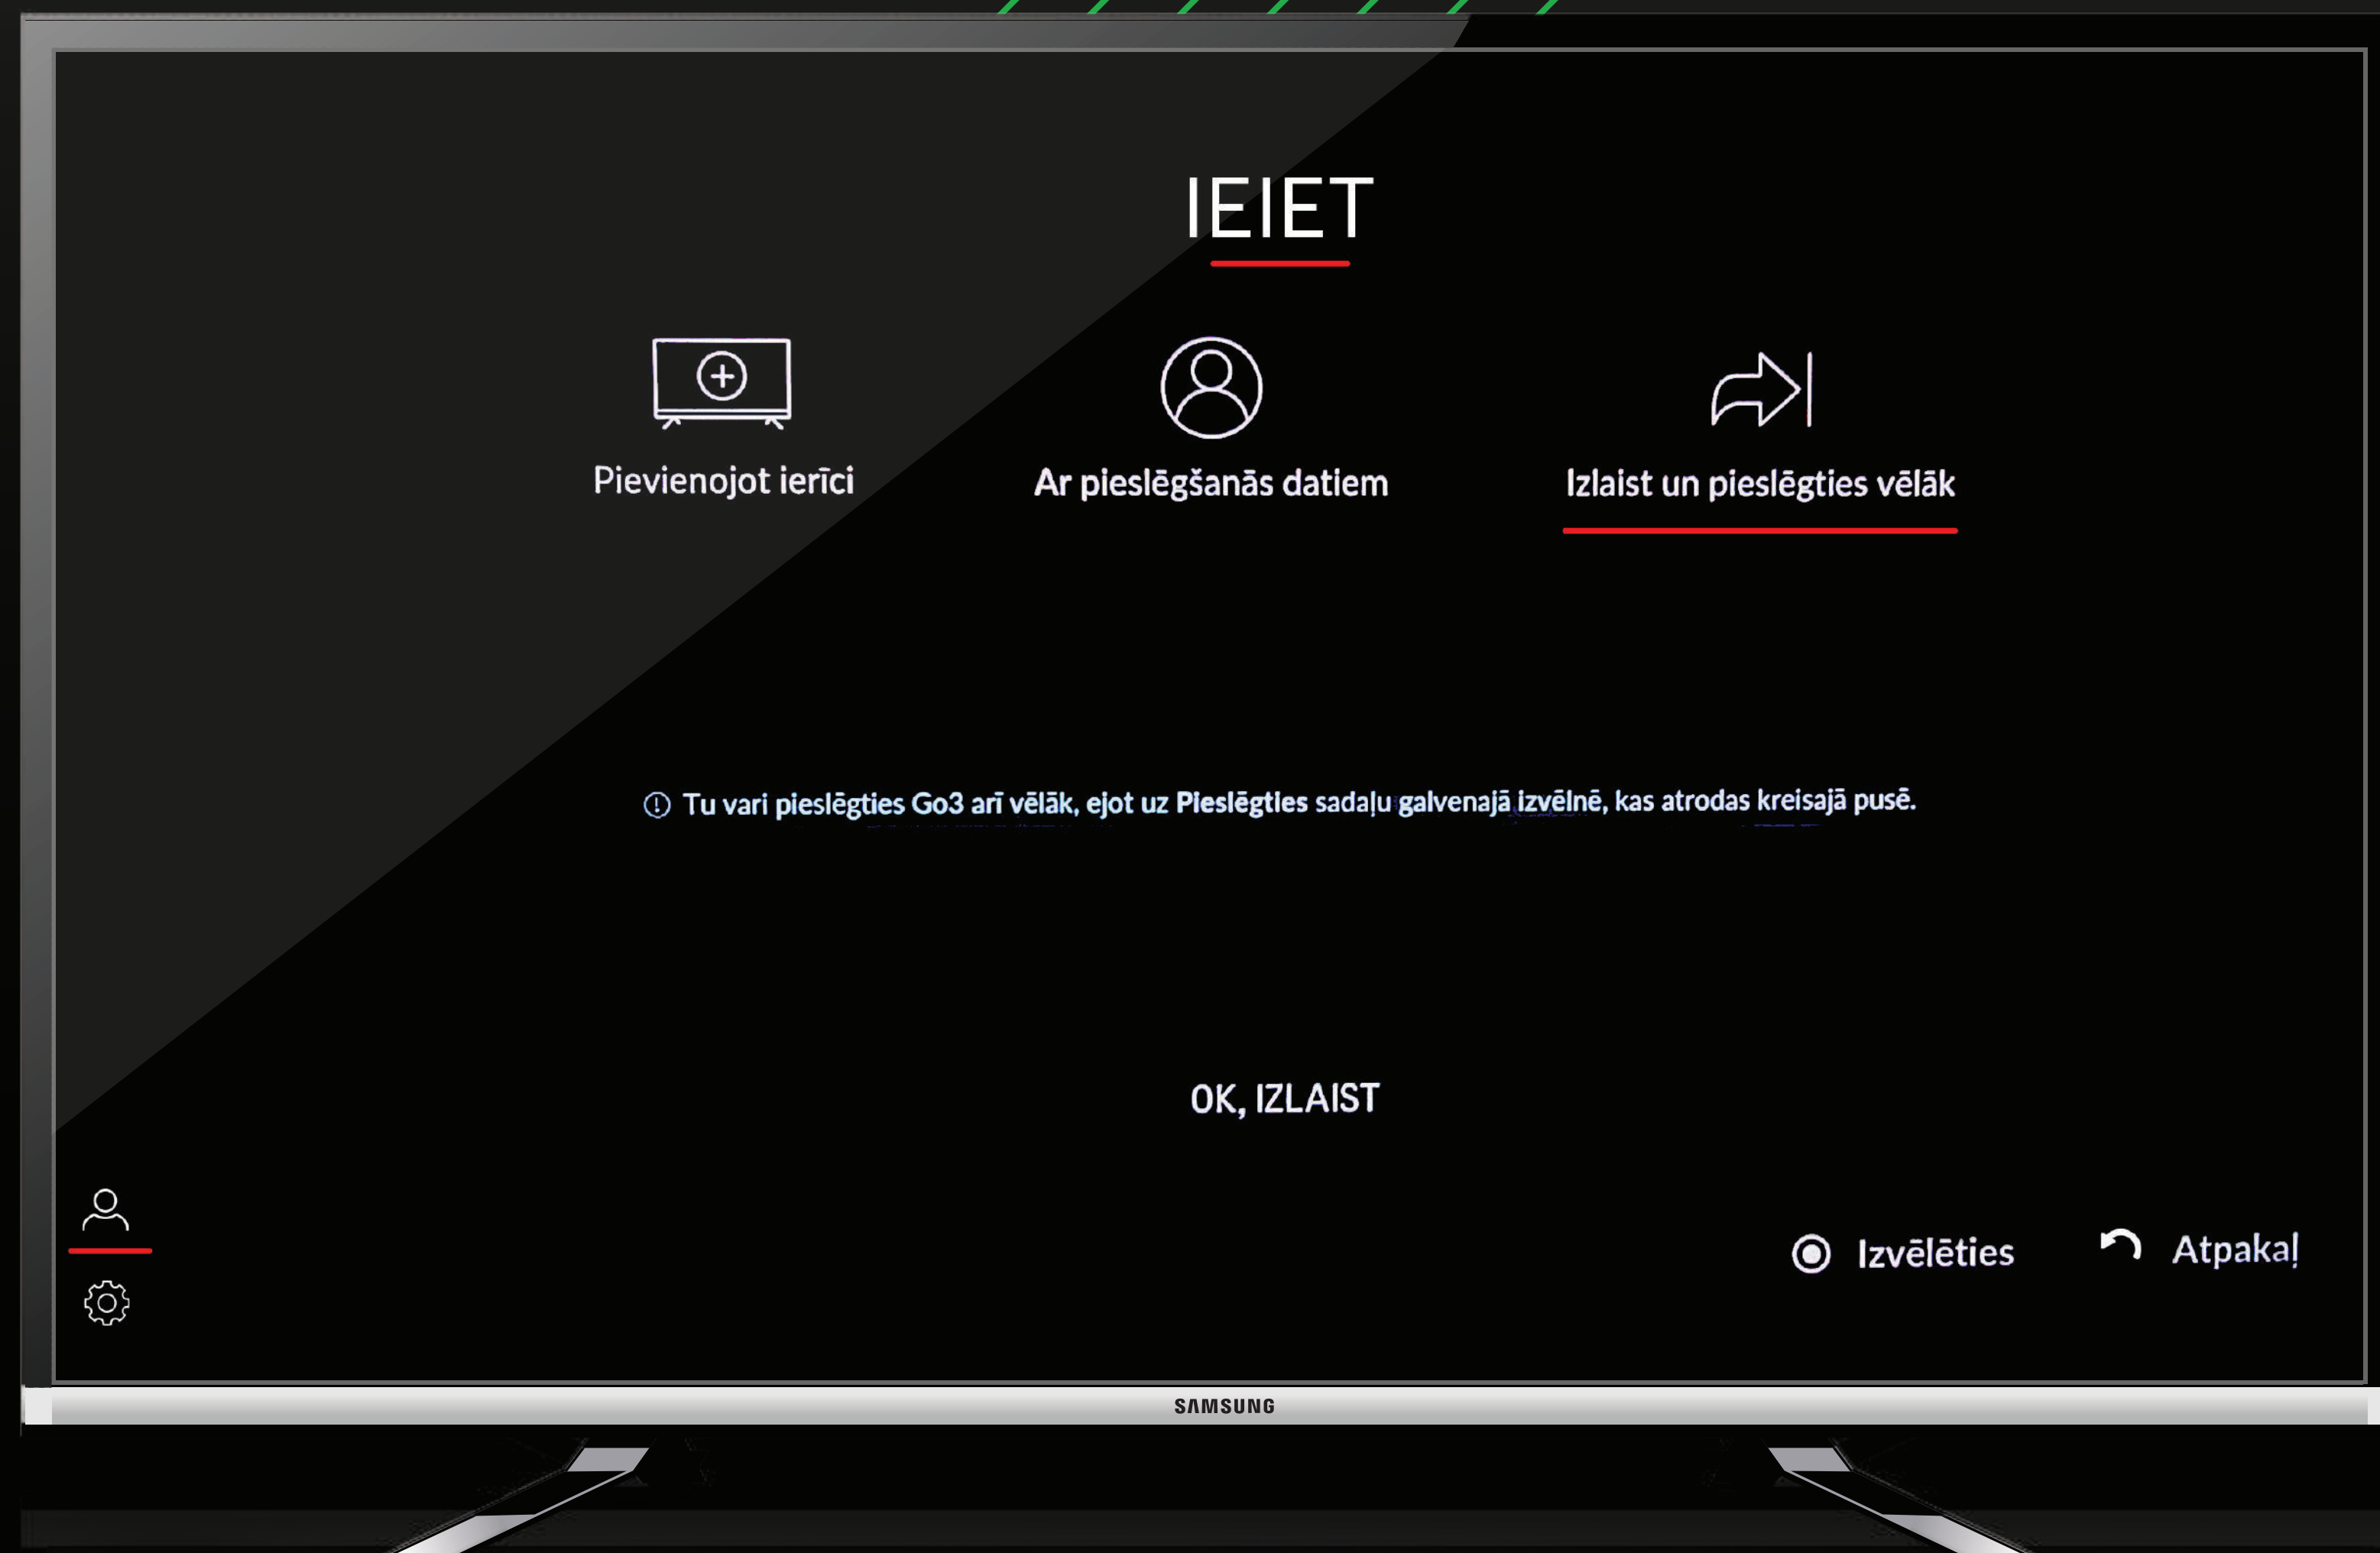 IEIET
Pievienojot ierīci
Ar pieslēgšanās datiem
Izlaist un pieslēgties vēlāk
Tu vari pieslēgties Go3 arī vēlāk, ejot uz Pieslēgties sadaļu galvenajā izvēlnē, kas atrodas kreisajā pusē.
OK, IZLAIST
Izvēlēties
Atpakaļ
SAMSUNG